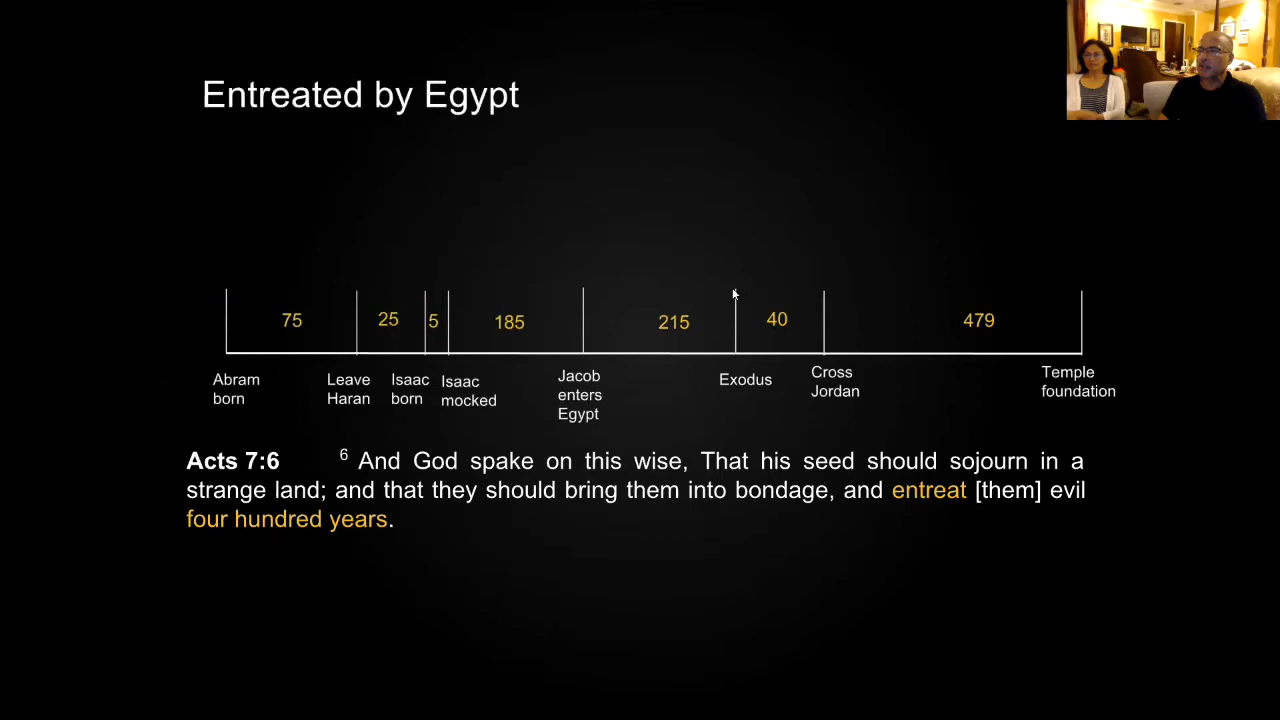 Entreated by Egypt
75 25 5 185 215 40 479
Abram born
Leave Haran
Isaac born
Isaac mocked
Jacob enters Egypt
Exodus
Cross Jordan
Temple foundation
Acts 7:6 6 And God spake on this wise, That his seed should sojourn in a
strange land; and that they should bring them into bondage, and entreat [them] evil
four hundred years.